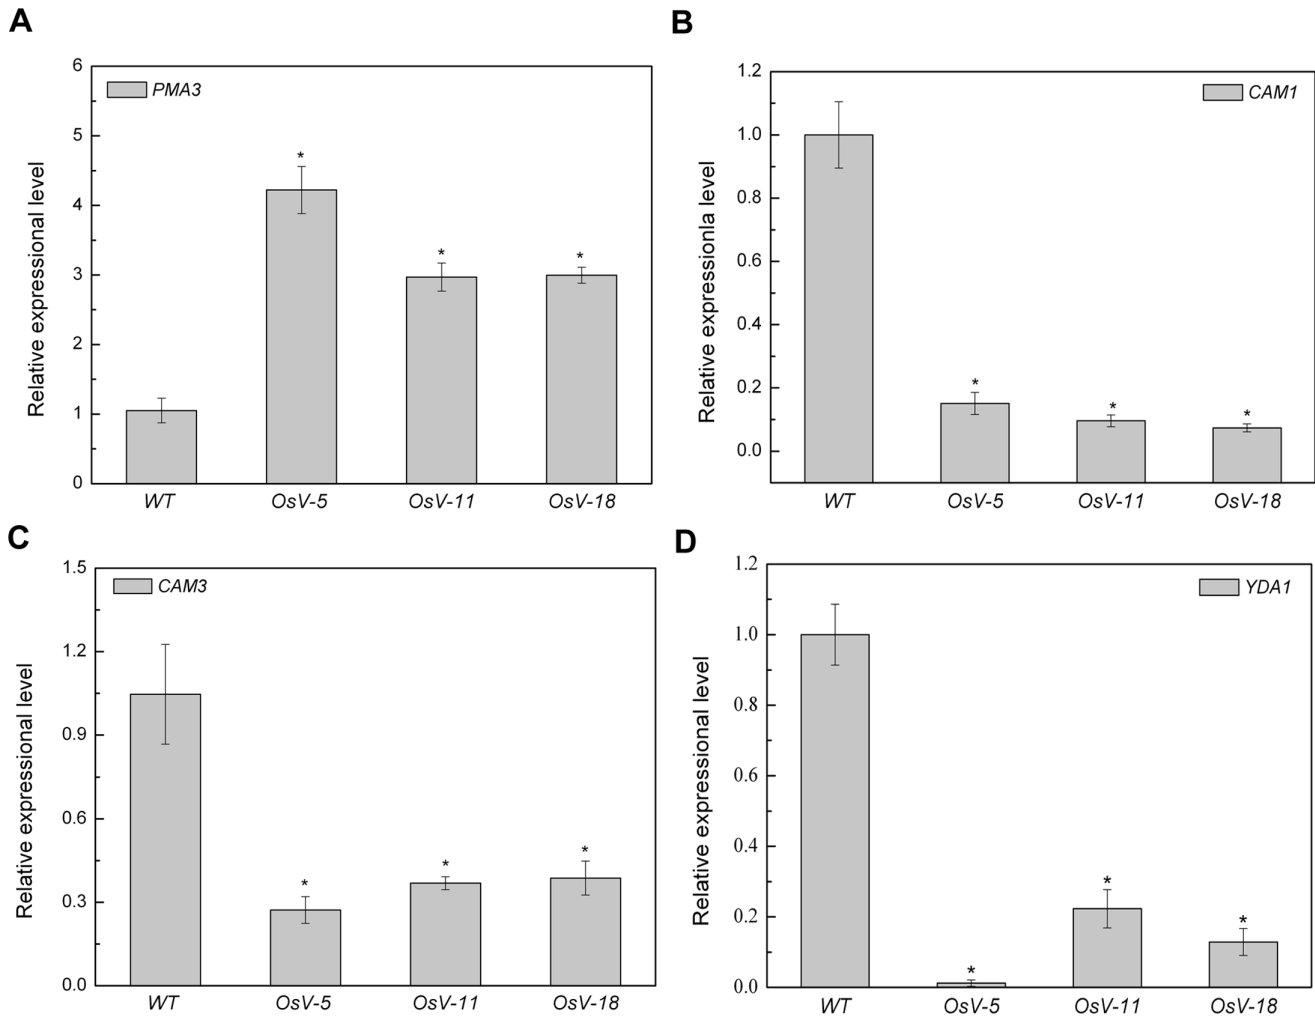 A
PMA3
Relative expressional level
6
5
4
3
2
1
0
*
*
*
WT
OsV-5
OsV-11
OsV-18
B
CAM1
Relative expressionla level
1.2
1.0
0.8
0.6
0.4
0.2
0.0
*
*
*
WT
OsV-5
OsV-11
OsV-18
C
CAM3
Relative expressional level
1.5
1.2
0.9
0.6
0.3
0.0
*
*
*
WT
OsV-5
OsV-11
OsV-18
D
YDA1
Relative expressional level
1.2
1.0
0.8
0.6
0.4
0.2
0.0
*
*
*
WT
OsV-5
OsV-11
OsV-18